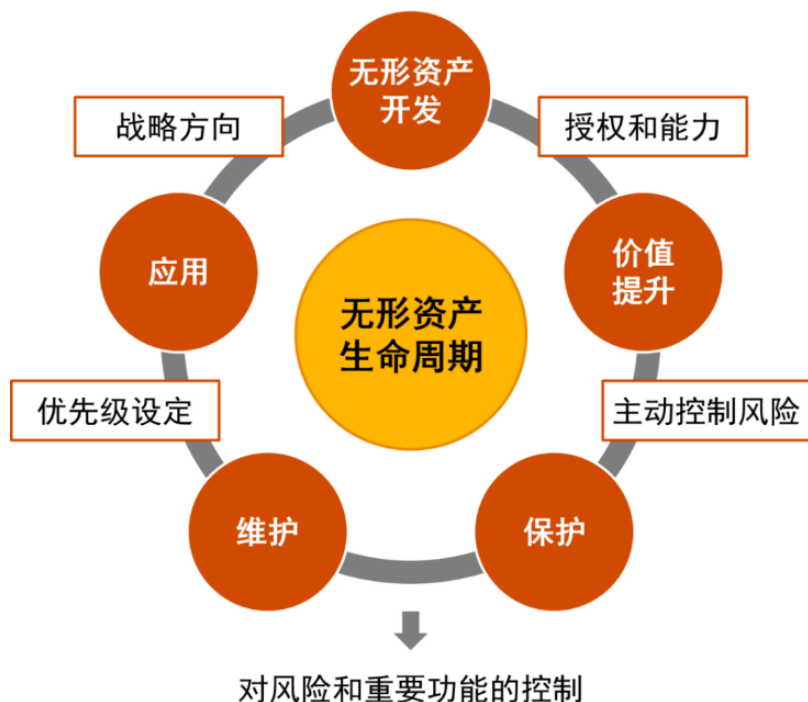 无形资产
开发
战略方向
授权和能力
应用
价值
提升
无形资产
生命周期
优先级设定
主动控制风险
维护
保护
对风险和重要功能的控制